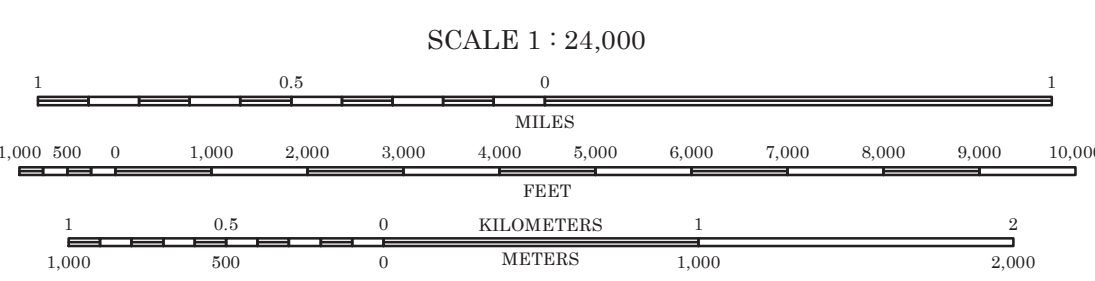 SCALE 1 : 24,000
1 0.5 0 1
MILES
1,000 500 0 1,000 2,000 3,000 4,000 5,000 6,000 7,000 8,000 9,000 10,000
FEET
1 0.5 0 KILOMETERS 1 2
1,000 500 0 METERS 1,000 2,000